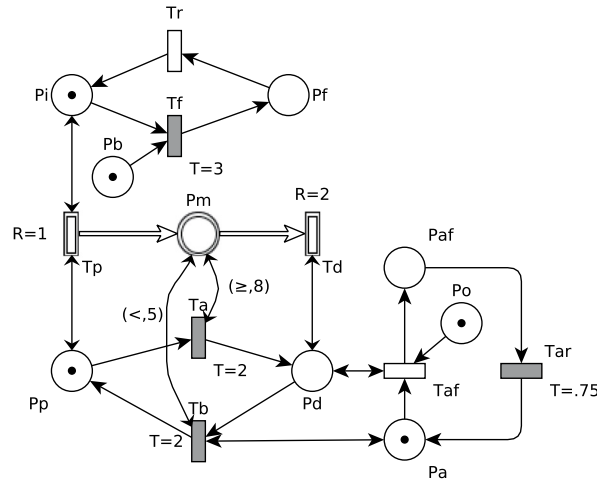 Tr
Pi
Pf
Tf
Pb
T=3
Pm
R=2
R=1
Tp
Td
Paf
(≥,8)
Po
Ta
(<,5)
T=2
Tar
Taf
T=.75
Pp
Pd
Tb
T=2
Pa